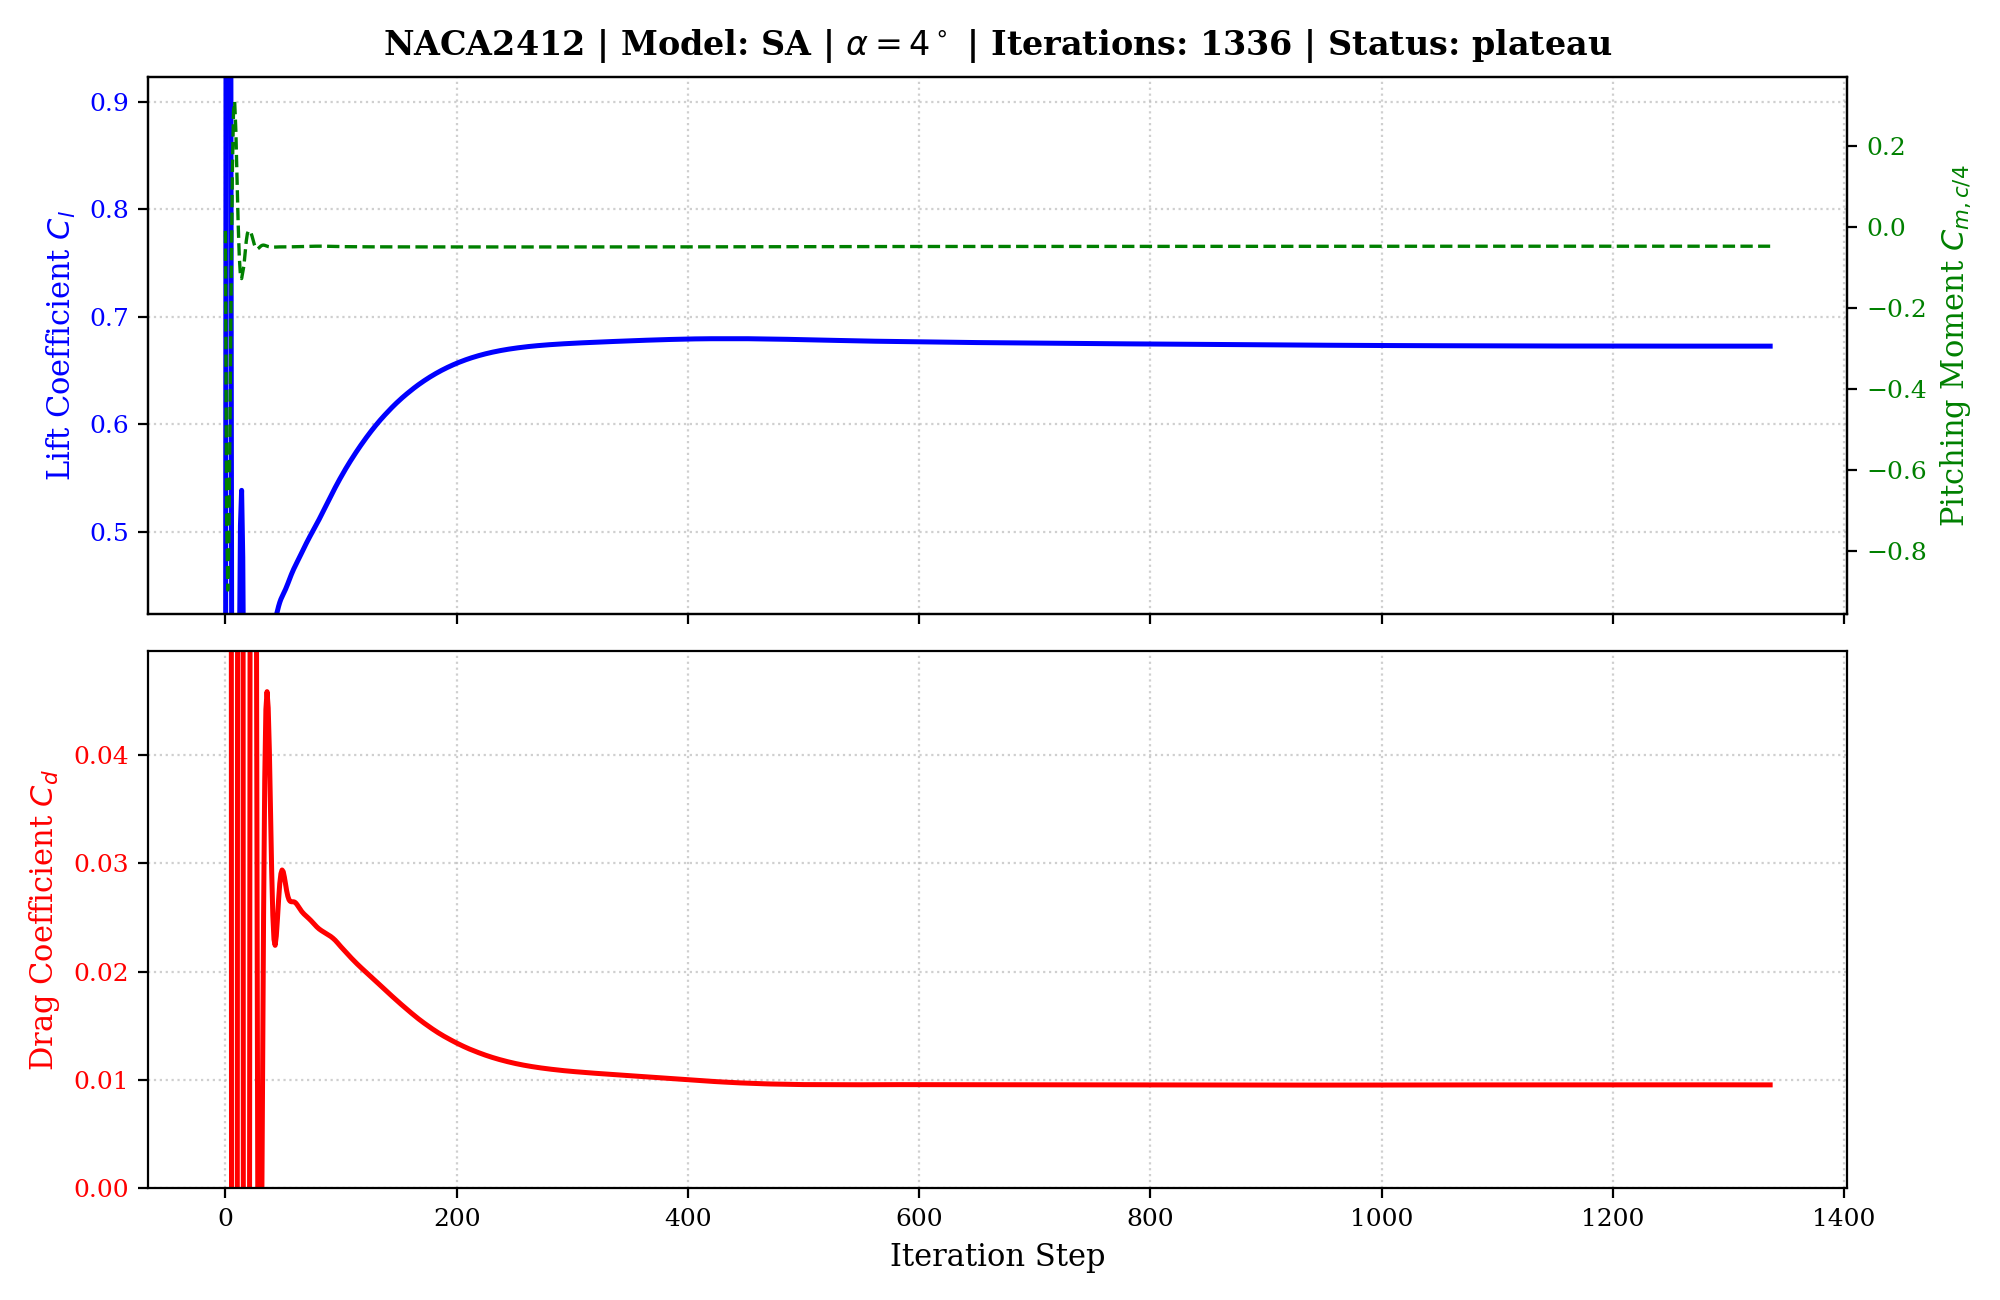 NACA2412 | Model: SA | α = 4° | Iterations: 1336 | Status: plateau
Lift Coefficient C_l
0.9
0.8
0.7
0.6
0.5
0.2
0.0
−0.2
−0.4
−0.6
−0.8
Pitching Moment C_{m, c/4}
Drag Coefficient C_d
0.04
0.03
0.02
0.01
0.00
0 200 400 600 800 1000 1200 1400
Iteration Step